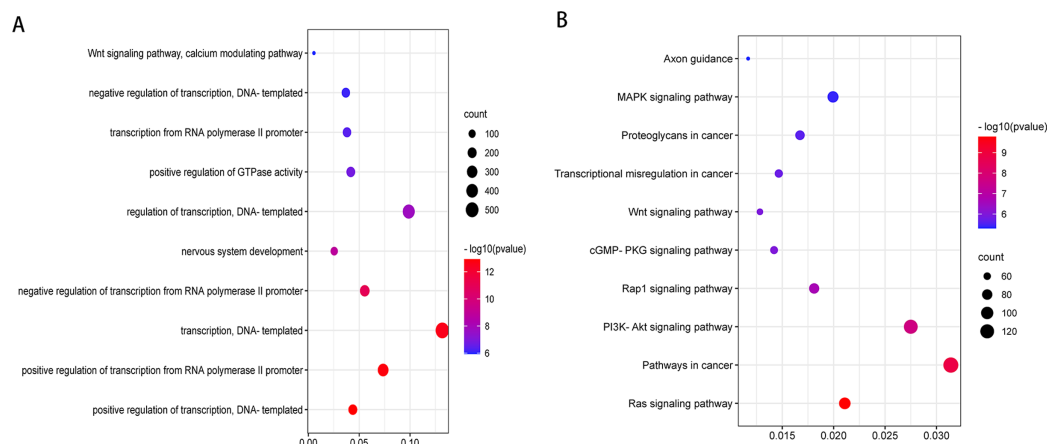 A
Wnt signaling pathway, calcium modulating pathway
negative regulation of transcription, DNA- templated
transcription from RNA polymerase II promoter
positive regulation of GTPase activity
regulation of transcription, DNA- templated
nervous system development
negative regulation of transcription from RNA polymerase II promoter
transcription, DNA- templated
positive regulation of transcription from RNA polymerase II promoter
positive regulation of transcription, DNA- templated
0.00 0.05 0.10
count
100
200
300
400
500
- log10(pvalue)
12
10
8
6
B
Axon guidance
MAPK signaling pathway
Proteoglycans in cancer
Transcriptional misregulation in cancer
Wnt signaling pathway
cGMP- PKG signaling pathway
Rap1 signaling pathway
PI3K- Akt signaling pathway
Pathways in cancer
Ras signaling pathway
0.015 0.020 0.025 0.030
- log10(pvalue)
9
8
7
6
count
60
80
100
120